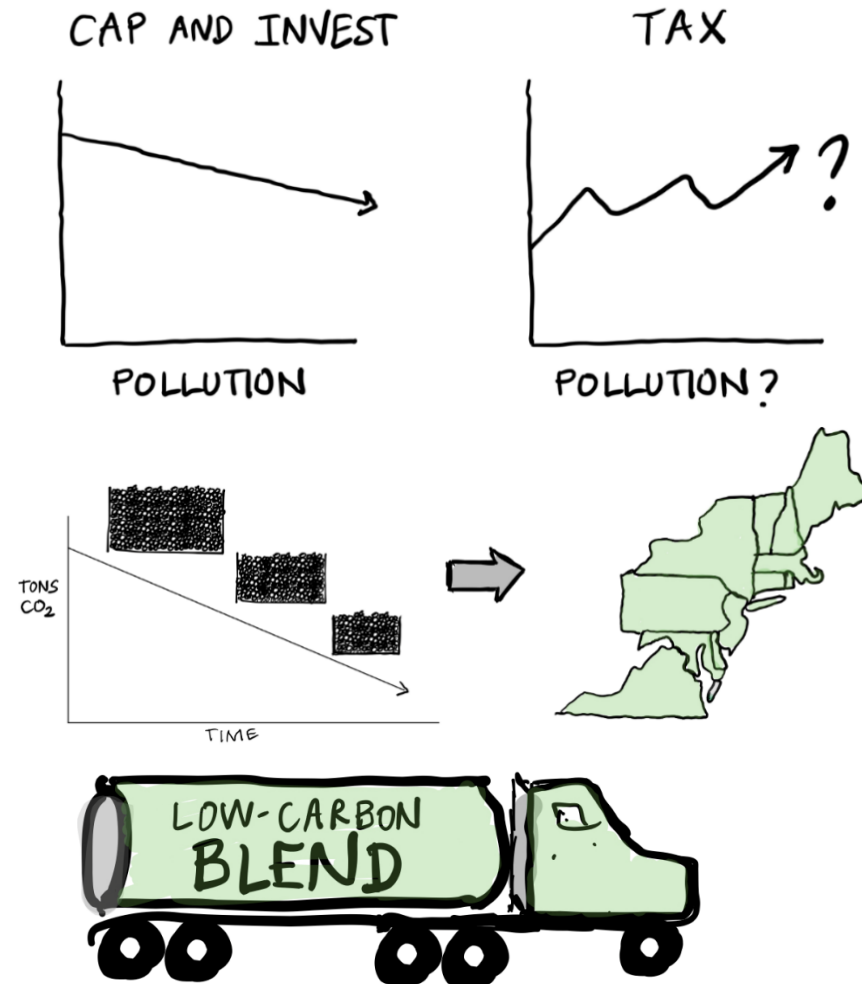 CAP AND INVEST
TAX
?
POLLUTION
POLLUTION?
TONS
CO₂
TIME
LOW-CARBON
BLEND